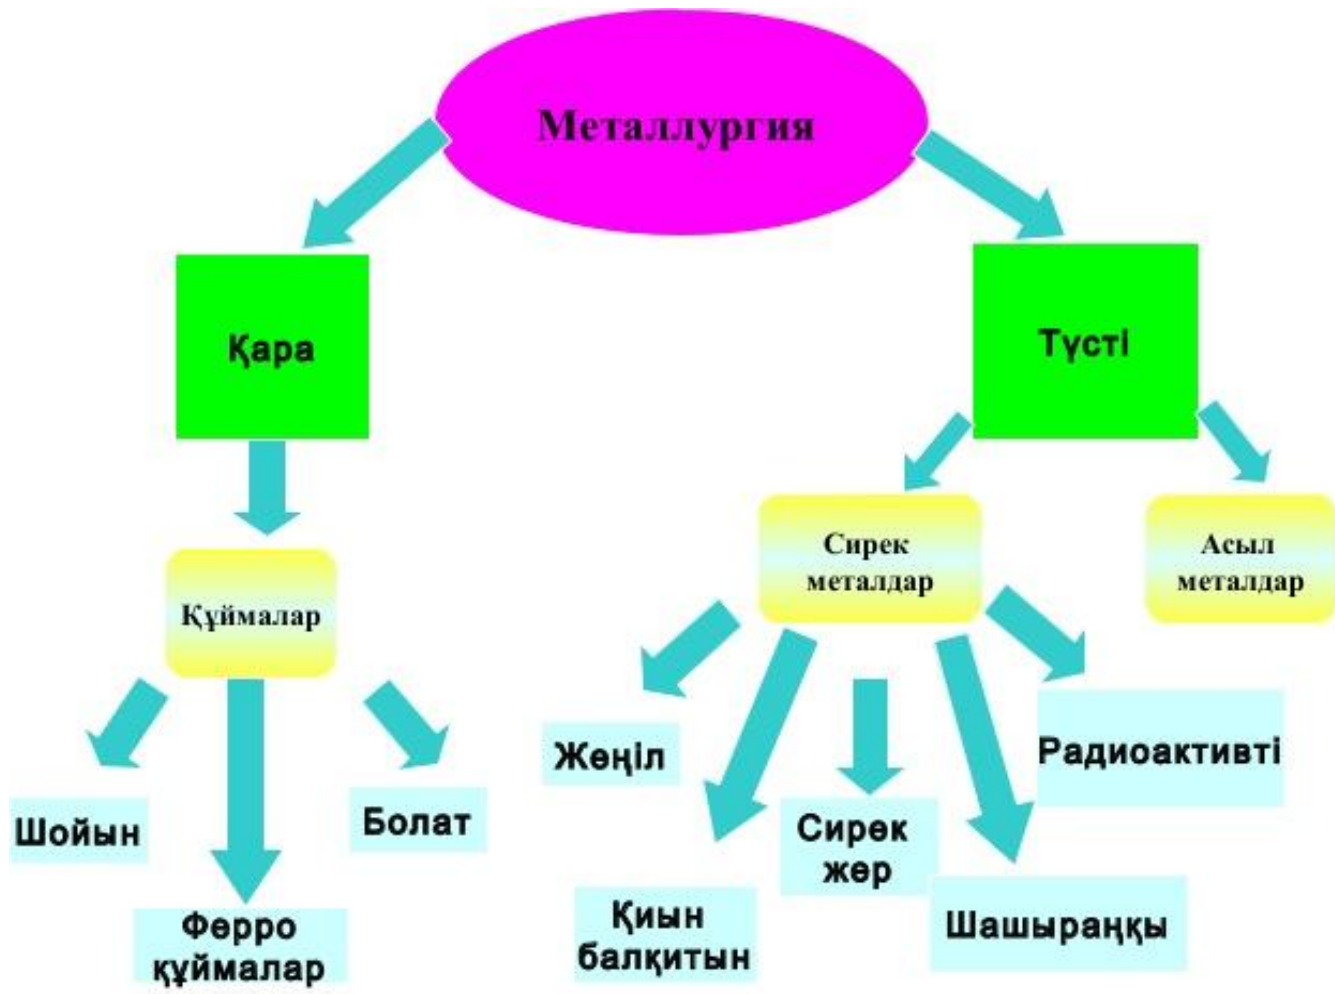 Металлургия
Қара
Түсті
Құймалар
Сирек
металдар
Асыл
металдар
Шойын
Ферро
құймалар
Болат
Жеңіл
Қиын
балқитын
Сирек
жер
Шашыраңқы
Радиоактивті